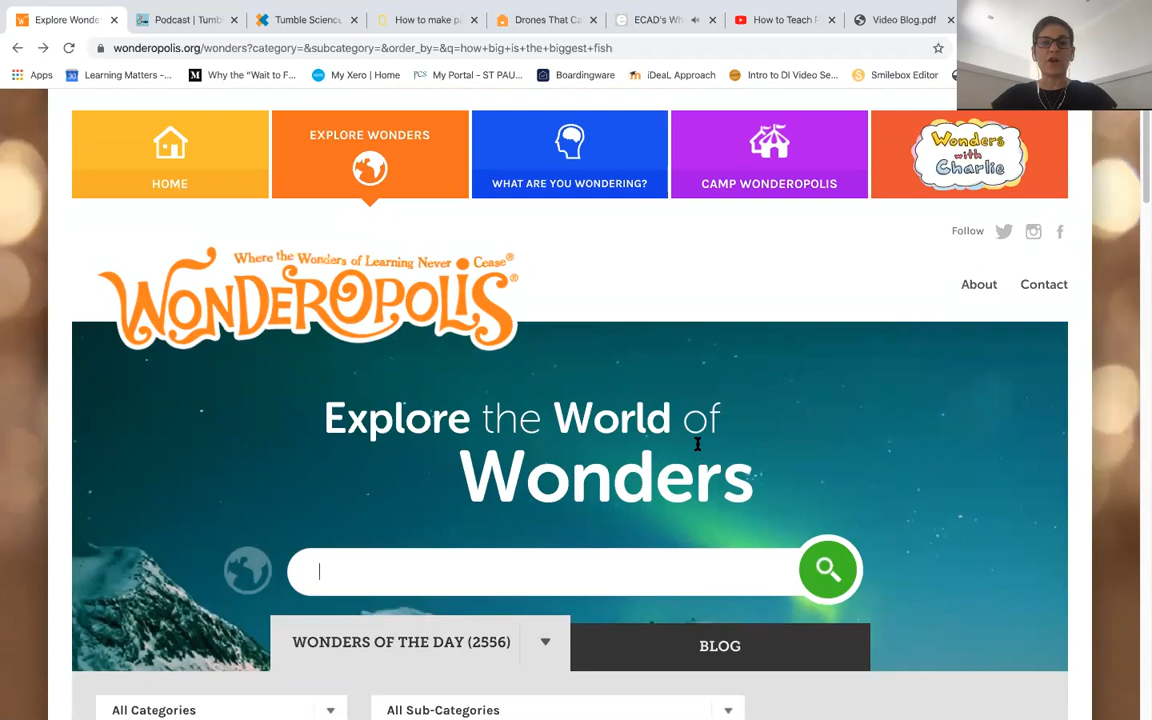 Explore Wonde
Podcast | Tumb
Tumble Scienc
How to make p
Drones That Ca
ECAD's Wh
How to Teach
Video Blog.pdf
wonderopolis.org/wonders?category=&subcategory=&order_by=&q=how+big+is+the+biggest+fish
Apps
Learning Matters -...
Why the "Wait to F...
My Xero | Home
My Portal - ST PAU...
Boardingware
iDeaL Approach
Intro to DI Video Se...
Smilebox Editor
HOME
EXPLORE WONDERS
WHAT ARE YOU WONDERING?
CAMP WONDEROPOLIS
Wonders
with
Charlie
Follow
Where the Wonders of Learning Never Cease®
WONDEROPOLIS®
About
Contact
Explore the World of
Wonders
WONDERS OF THE DAY (2556)
BLOG
All Categories
All Sub-Categories